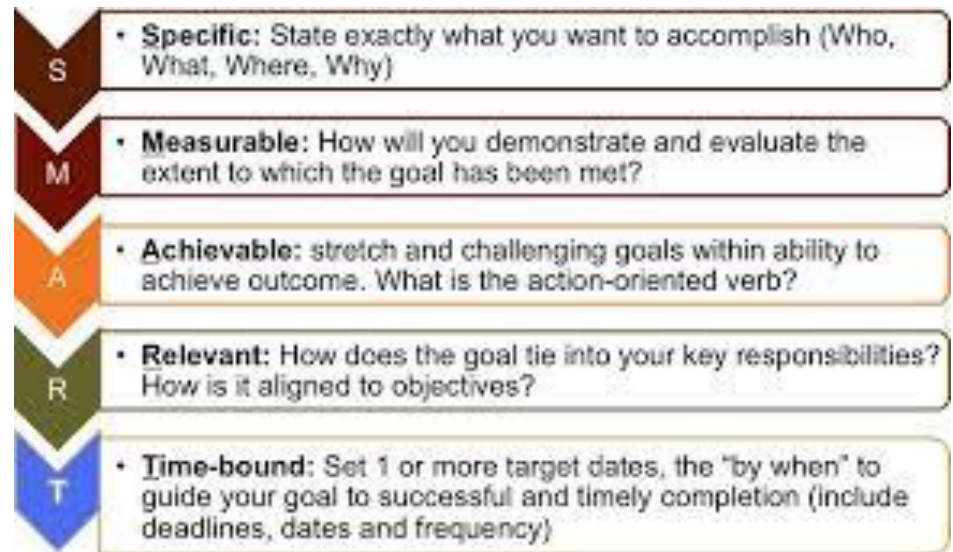 S
• Specific: State exactly what you want to accomplish (Who,
What, Where, Why)
M
• Measurable: How will you demonstrate and evaluate the
extent to which the goal has been met?
A
• Achievable: stretch and challenging goals within ability to
achieve outcome. What is the action-oriented verb?
R
• Relevant: How does the goal tie into your key responsibilities?
How is it aligned to objectives?
T
• Time-bound: Set 1 or more target dates, the "by when" to
guide your goal to successful and timely completion (include
deadlines, dates and frequency)